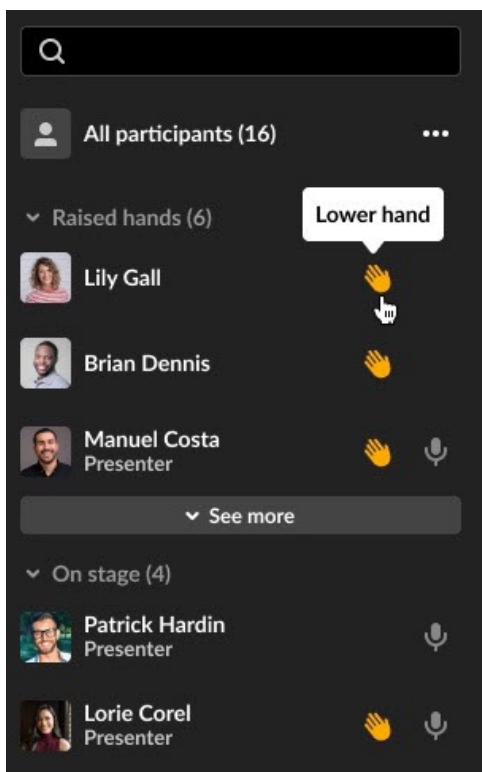 All participants (16)
Raised hands (6)
Lower hand
Lily Gall
Brian Dennis
Manuel Costa
Presenter
See more
On stage (4)
Patrick Hardin
Presenter
Lorie Corel
Presenter